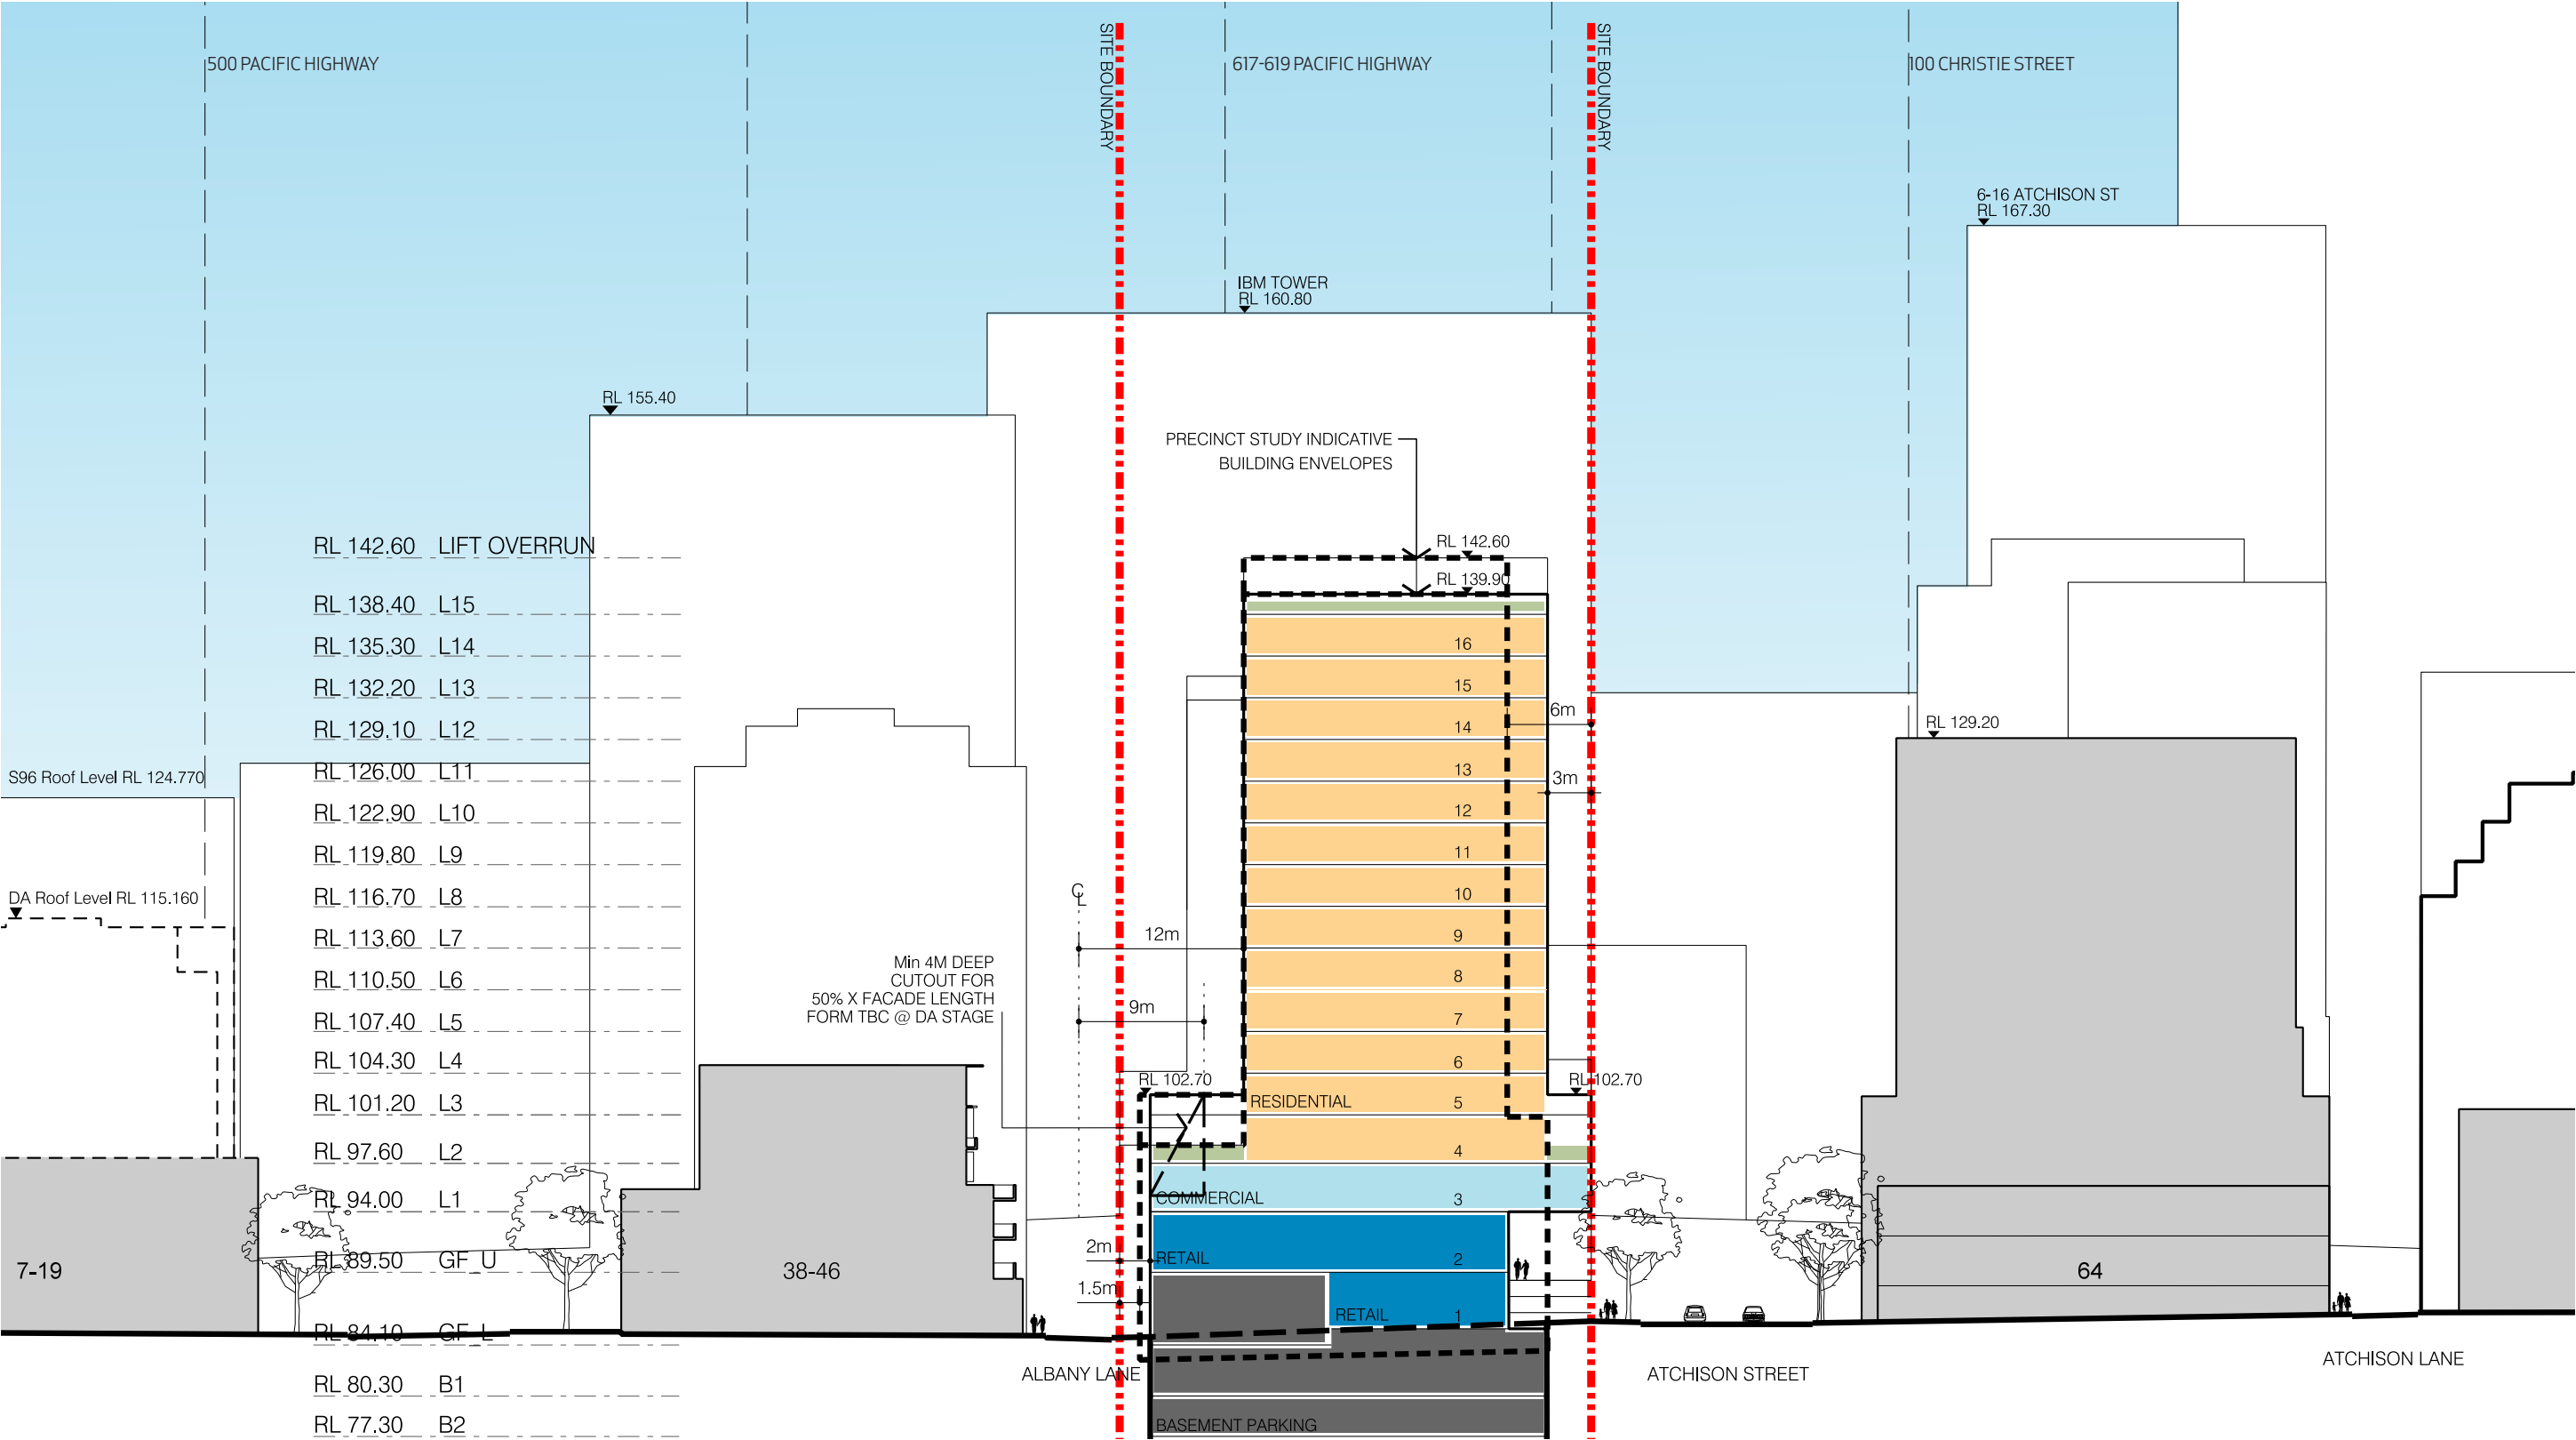 500 PACIFIC HIGHWAY
SITE BOUNDARY
617-619 PACIFIC HIGHWAY
SITE BOUNDARY
100 CHRISTIE STREET
6-16 ATCHISON ST
RL 167.30
IBM TOWER
RL 160.80
RL 155.40
PRECINCT STUDY INDICATIVE
BUILDING ENVELOPES
RL 142.60 LIFT OVERRUN
RL 138.40 L15
RL 135.30 L14
RL 132.20 L13
RL 129.10 L12
RL 126.00 L11
RL 122.90 L10
RL 119.80 L9
RL 116.70 L8
RL 113.60 L7
RL 110.50 L6
RL 107.40 L5
RL 104.30 L4
RL 101.20 L3
RL 97.60 L2
RL 94.00 L1
RL 89.50 GF_U
RL 84.10 GF_L
RL 80.30 B1
RL 77.30 B2
S96 Roof Level RL 124.770
DA Roof Level RL 115.160
7-19
38-46
Min 4M DEEP
CUTOUT FOR
50% X FACADE LENGTH
FORM TBC @ DA STAGE
CL
12m
9m
RL 142.60
RL 139.90
16
15
14
13
12
11
10
9
8
7
6
RESIDENTIAL 5
4
COMMERCIAL 3
RETAIL 2
RETAIL 1
BASEMENT PARKING
6m
3m
RL 102.70
RL 102.70
2m
1.5m
RL 129.20
64
ALBANY LANE
ATCHISON STREET
ATCHISON LANE